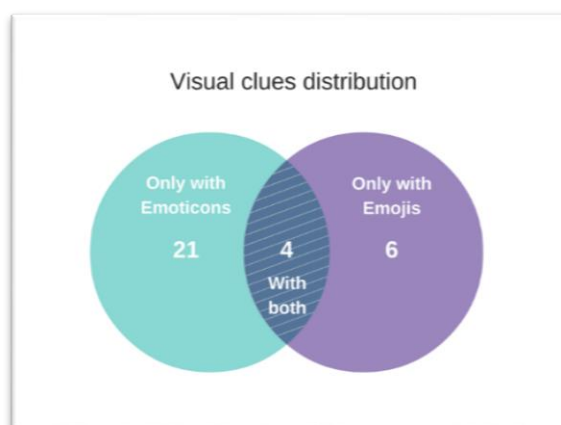 Visual clues distribution
Only with
Emoticons
21
4
With
both
Only with
Emojis
6